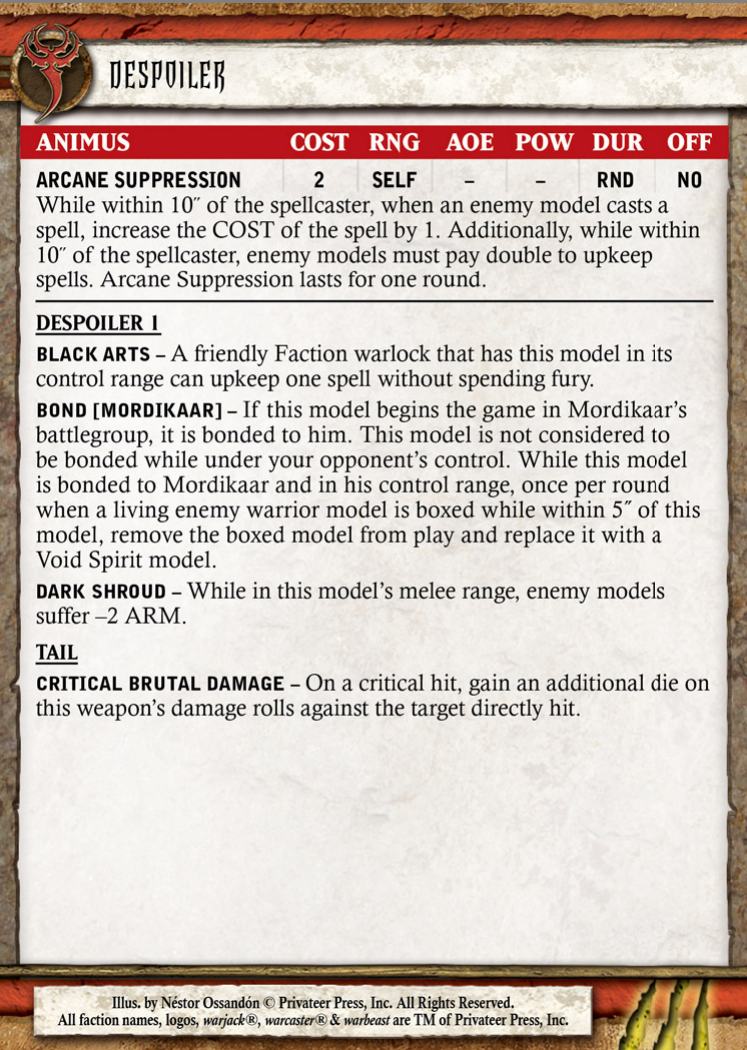 DESPOILER
ANIMUS COST RNG AOE POW DUR OFF
ARCANE SUPPRESSION 2 SELF – – RND NO
While within 10″ of the spellcaster, when an enemy model casts a
spell, increase the COST of the spell by 1. Additionally, while within
10″ of the spellcaster, enemy models must pay double to upkeep
spells. Arcane Suppression lasts for one round.
DESPOILER 1
BLACK ARTS – A friendly Faction warlock that has this model in its
control range can upkeep one spell without spending fury.
BOND [MORDIKAAR] – If this model begins the game in Mordikaar's
battlegroup, it is bonded to him. This model is not considered to
be bonded while under your opponent's control. While this model
is bonded to Mordikaar and in his control range, once per round
when a living enemy warrior model is boxed while within 5″ of this
model, remove the boxed model from play and replace it with a
Void Spirit model.
DARK SHROUD – While in this model's melee range, enemy models
suffer –2 ARM.
TAIL
CRITICAL BRUTAL DAMAGE – On a critical hit, gain an additional die on
this weapon's damage rolls against the target directly hit.
Illus. by Néstor Ossandón © Privateer Press, Inc. All Rights Reserved.
All faction names, logos, warjack®, warcaster® & warbeast are TM of Privateer Press, Inc.